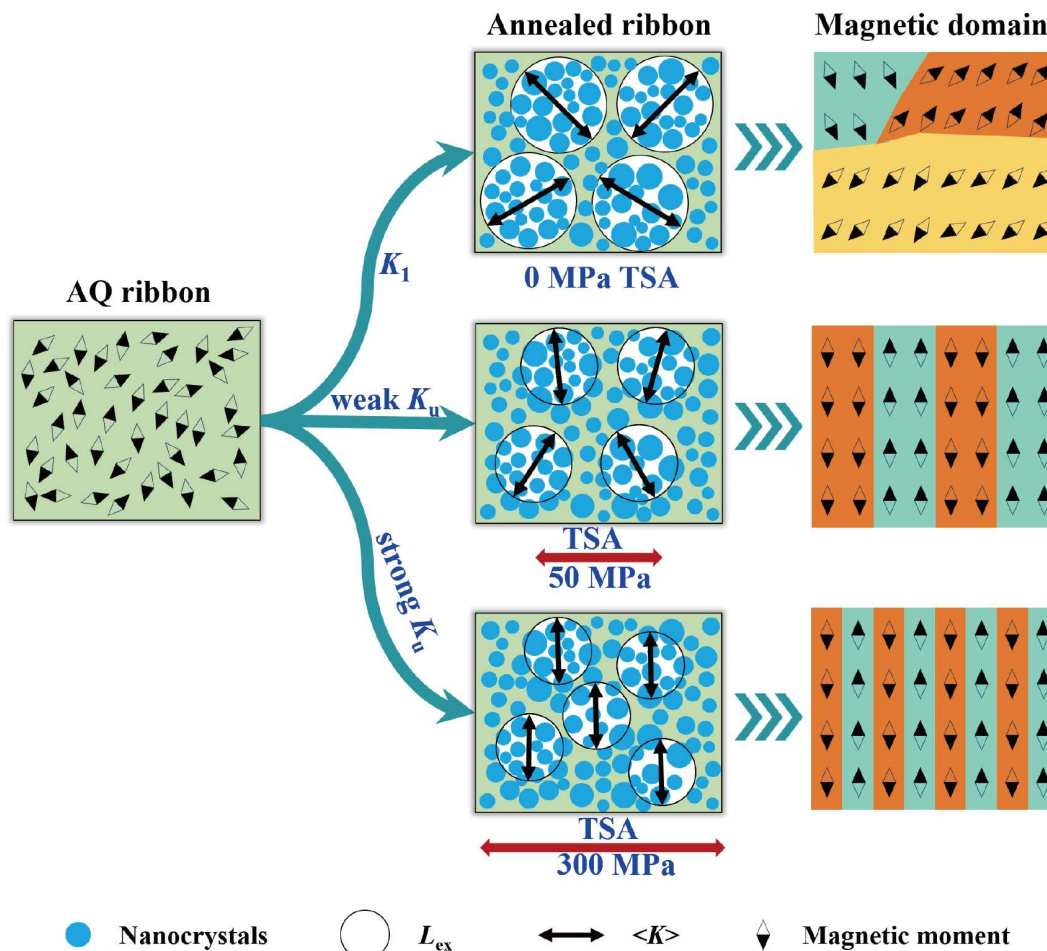 Annealed ribbon
Magnetic domain
K₁
0 MPa TSA
AQ ribbon
weak Kᵤ
TSA
50 MPa
strong Kᵤ
TSA
300 MPa
Nanocrystals
Lₑₓ
<K>
Magnetic moment